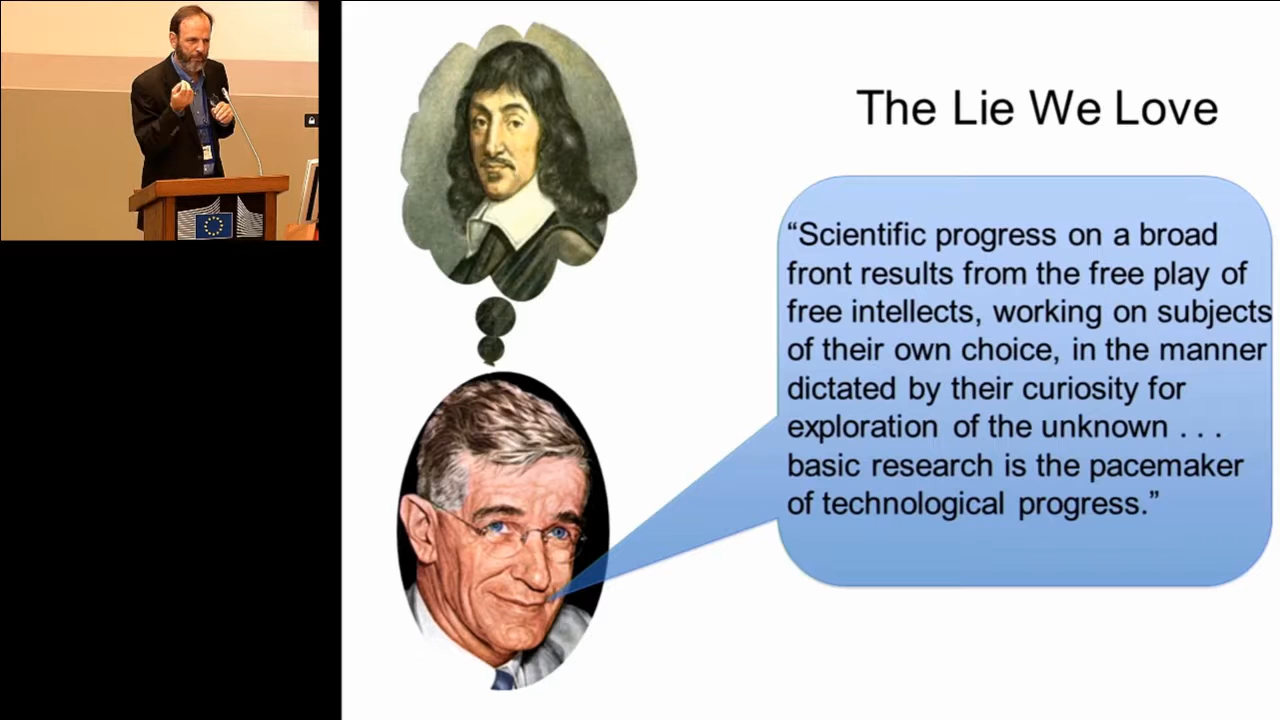 The Lie We Love
“Scientific progress on a broad
front results from the free play of
free intellects, working on subjects
of their own choice, in the manner
dictated by their curiosity for
exploration of the unknown . . .
basic research is the pacemaker
of technological progress.”